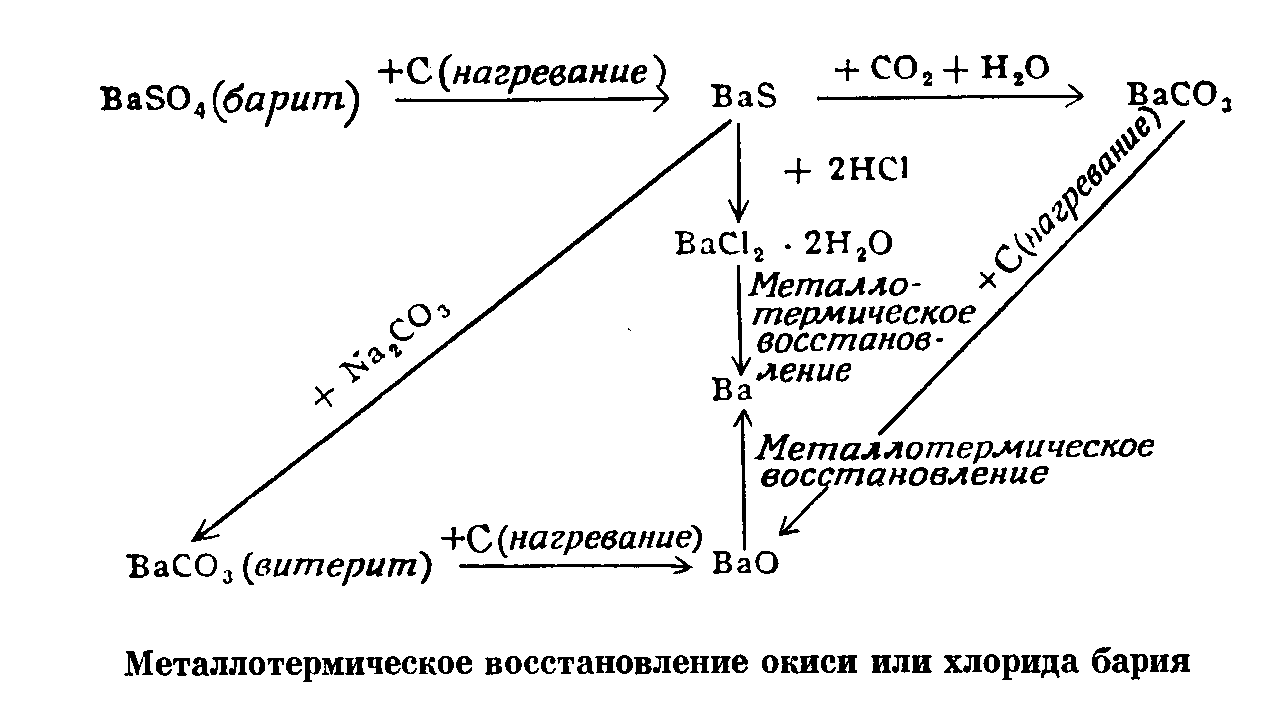 BaSO₄ (барит) +C (нагревание) BaS + CO₂ + H₂O BaCO₃
+ 2HCl
+C (нагревание)
BaCl₂ · 2H₂O
Металло-
термическое
восстанов-
ление
+ Na₂CO₃
Ba
Металлотермическое
восстановление
BaCO₃ (витерит) +C (нагревание) BaO
Металлотермическое восстановление окиси или хлорида бария